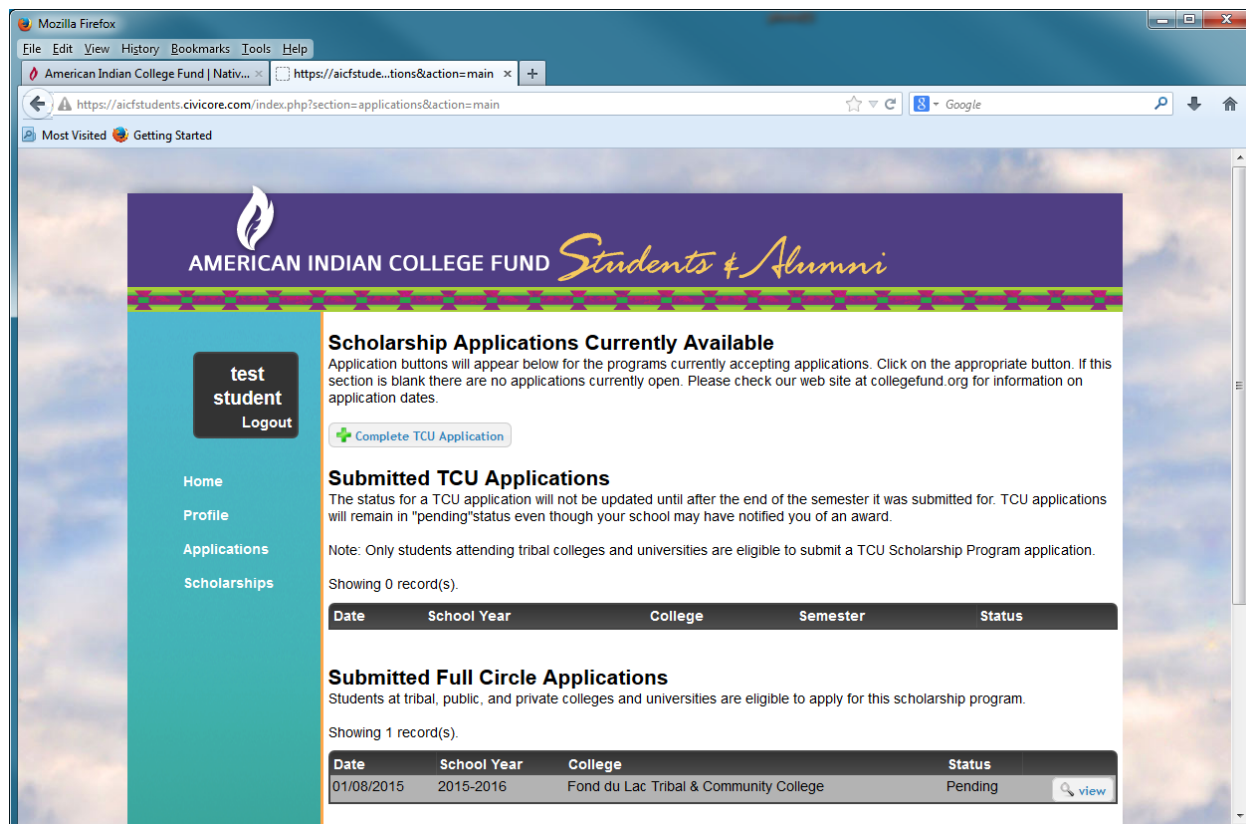 Mozilla Firefox
File Edit View History Bookmarks Tools Help
American Indian College Fund | Nativ... × https://aicfstude...tions&action=main × +
https://aicfstudents.civicore.com/index.php?section=applications&action=main Google
Most Visited Getting Started
AMERICAN INDIAN COLLEGE FUND Students & Alumni
test
student
Logout
Home
Profile
Applications
Scholarships
Scholarship Applications Currently Available
Application buttons will appear below for the programs currently accepting applications. Click on the appropriate button. If this
section is blank there are no applications currently open. Please check our web site at collegefund.org for information on
application dates.
Complete TCU Application
Submitted TCU Applications
The status for a TCU application will not be updated until after the end of the semester it was submitted for. TCU applications
will remain in "pending"status even though your school may have notified you of an award.
Note: Only students attending tribal colleges and universities are eligible to submit a TCU Scholarship Program application.
Showing 0 record(s).
Date School Year College Semester Status
Submitted Full Circle Applications
Students at tribal, public, and private colleges and universities are eligible to apply for this scholarship program.
Showing 1 record(s).
Date School Year College Status
01/08/2015 2015-2016 Fond du Lac Tribal & Community College Pending view